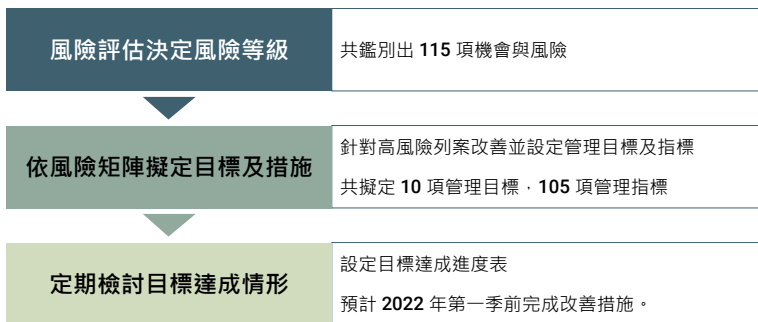 風險評估決定風險等級
共鑑別出 115 項機會與風險
依風險矩陣擬定目標及措施
針對高風險列案改善並設定管理目標及指標
共擬定 10 項管理目標，105 項管理指標
定期檢討目標達成情形
設定目標達成進度表
預計 2022 年第一季前完成改善措施。